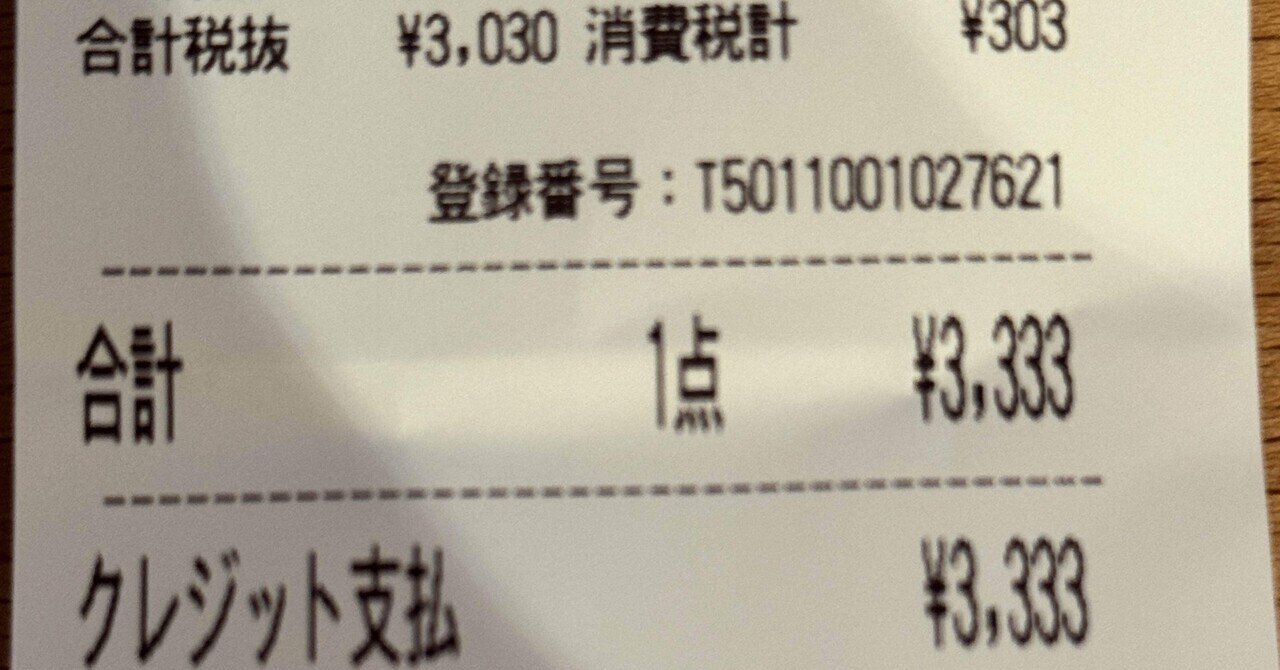 合計税抜 ¥3,030 消費税計 ¥303
登録番号:T5011001027621
合計 1点 ¥3,333
クレジット支払 ¥3,333